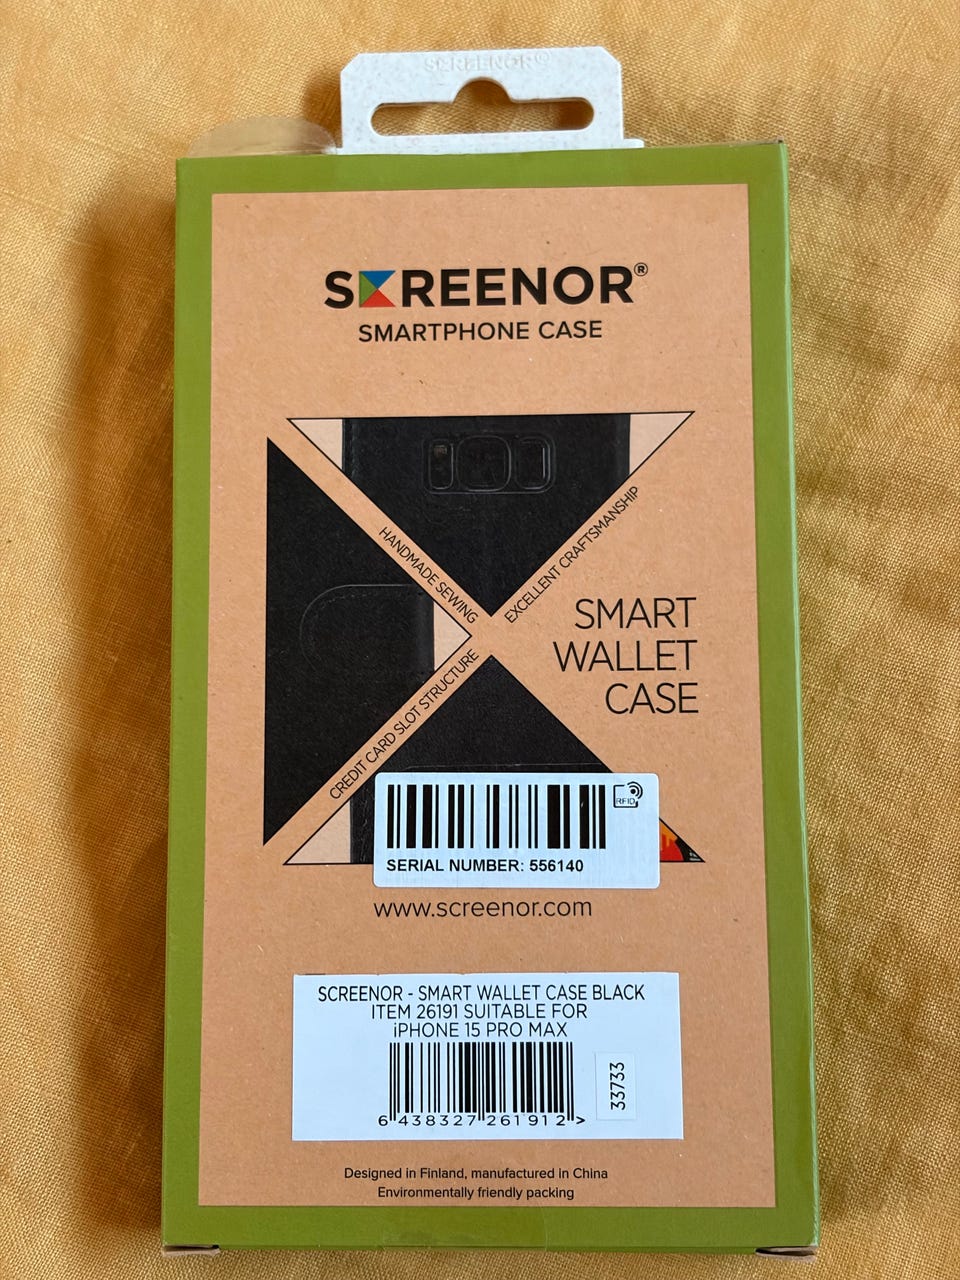 SCREENOR®
SCREENOR®
SMARTPHONE CASE
HANDMADE SEWING
EXCELLENT CRAFTSMANSHIP
SMART
WALLET
CASE
CREDIT CARD SLOT STRUCTURE
RFID
SERIAL NUMBER: 556140
www.screenor.com
SCREENOR - SMART WALLET CASE BLACK
ITEM 26191 SUITABLE FOR
iPHONE 15 PRO MAX
33733
6 438327 261912 >
Designed in Finland, manufactured in China
Environmentally friendly packing